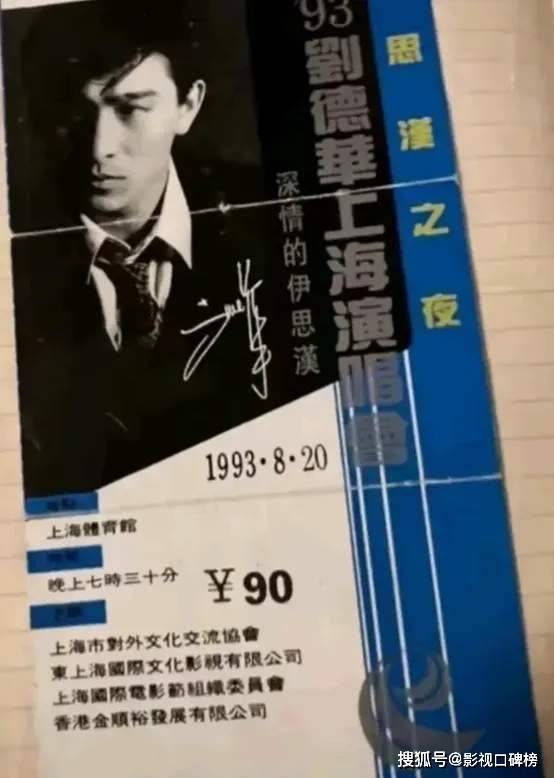 '93劉德華上海演唱會
深情的伊思漢
思漢之夜
1993·8·20
上海體育館
晚上七時三十分
¥90
上海市對外文化交流協會
東上海國際文化影視有限公司
上海國際電影節組織委員會
香港金順裕發展有限公司
搜狐号@影视口碑榜